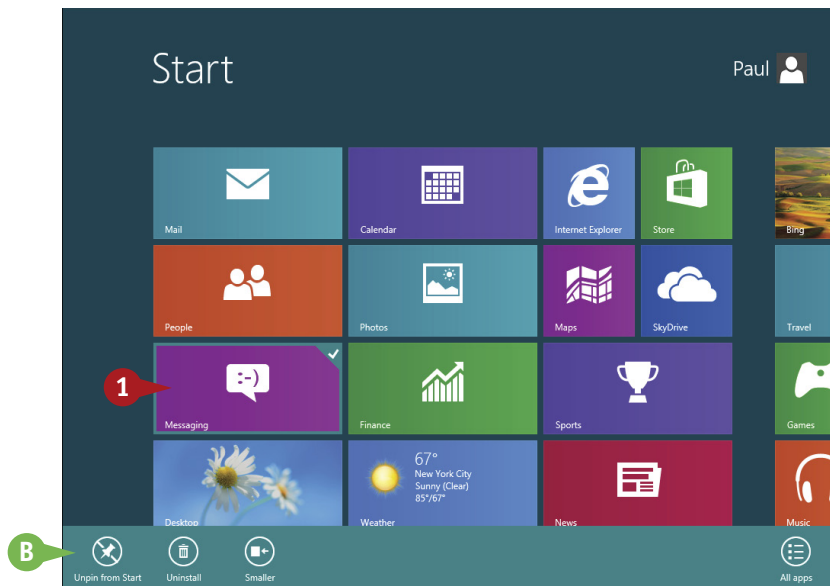 Start
Paul
Mail
Calendar
Internet Explorer
Store
Bing
People
Photos
Maps
SkyDrive
Travel
:-)
1
Messaging
Finance
Sports
Games
67°
New York City
Sunny (Clear)
85°/67°
Desktop
Weather
News
Music
B
Unpin from Start
Uninstall
Smaller
All apps